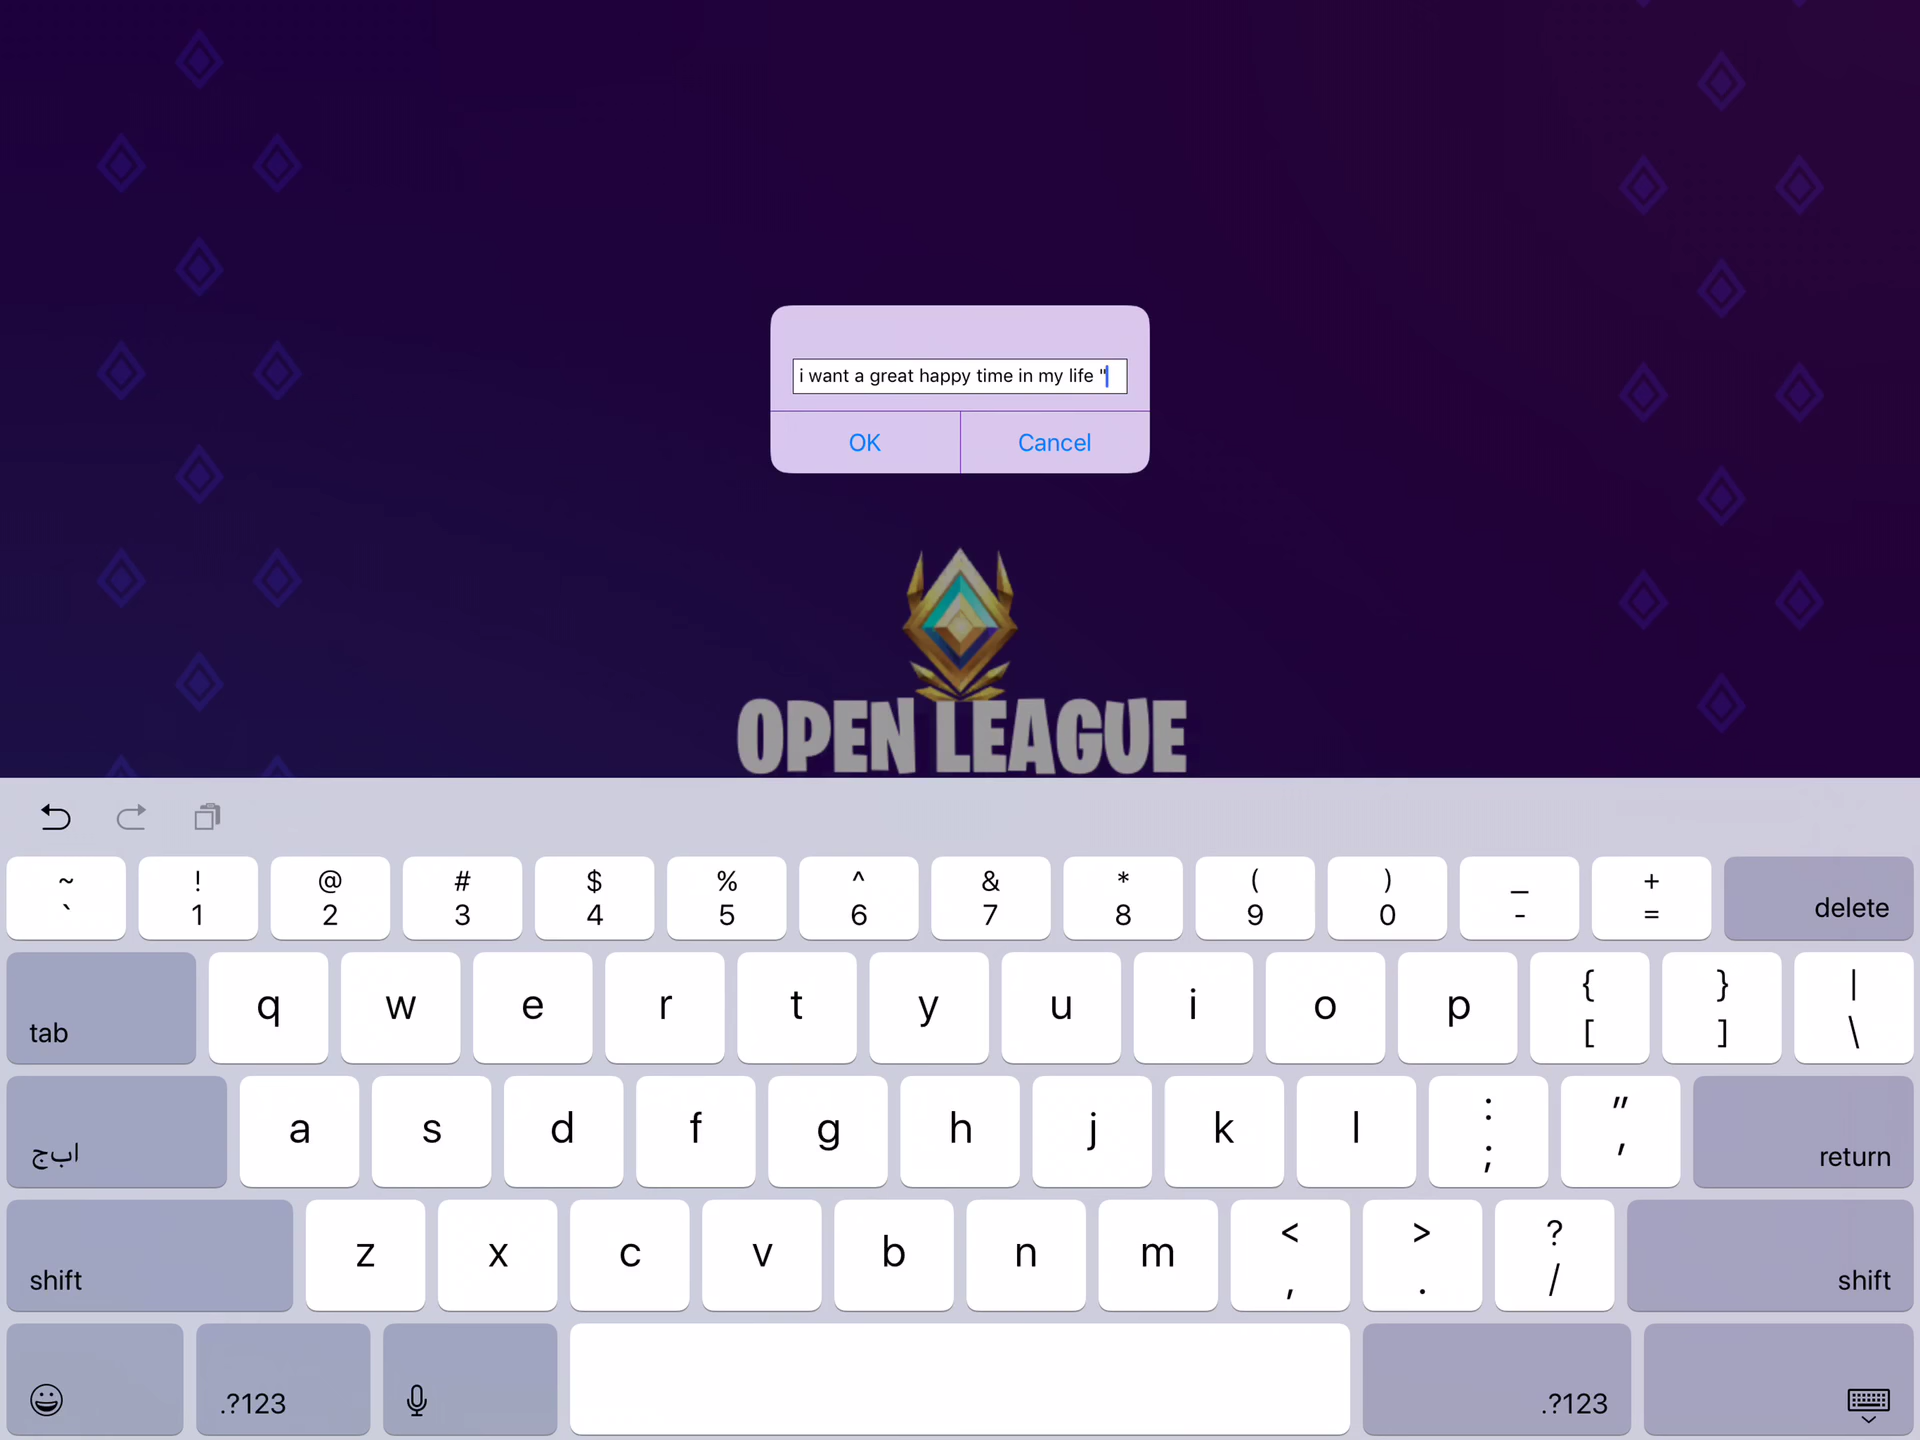 i want a great happy time in my life "
OK Cancel
OPEN LEAGUE
~ ! @ # $ % ^ & * ( ) _ +
` 1 2 3 4 5 6 7 8 9 0 - = delete
tab q w e r t y u i o p { [ } ] | \
ابج a s d f g h j k l : ; " ' return
shift z x c v b n m < , > . ? / shift
.?123 .?123